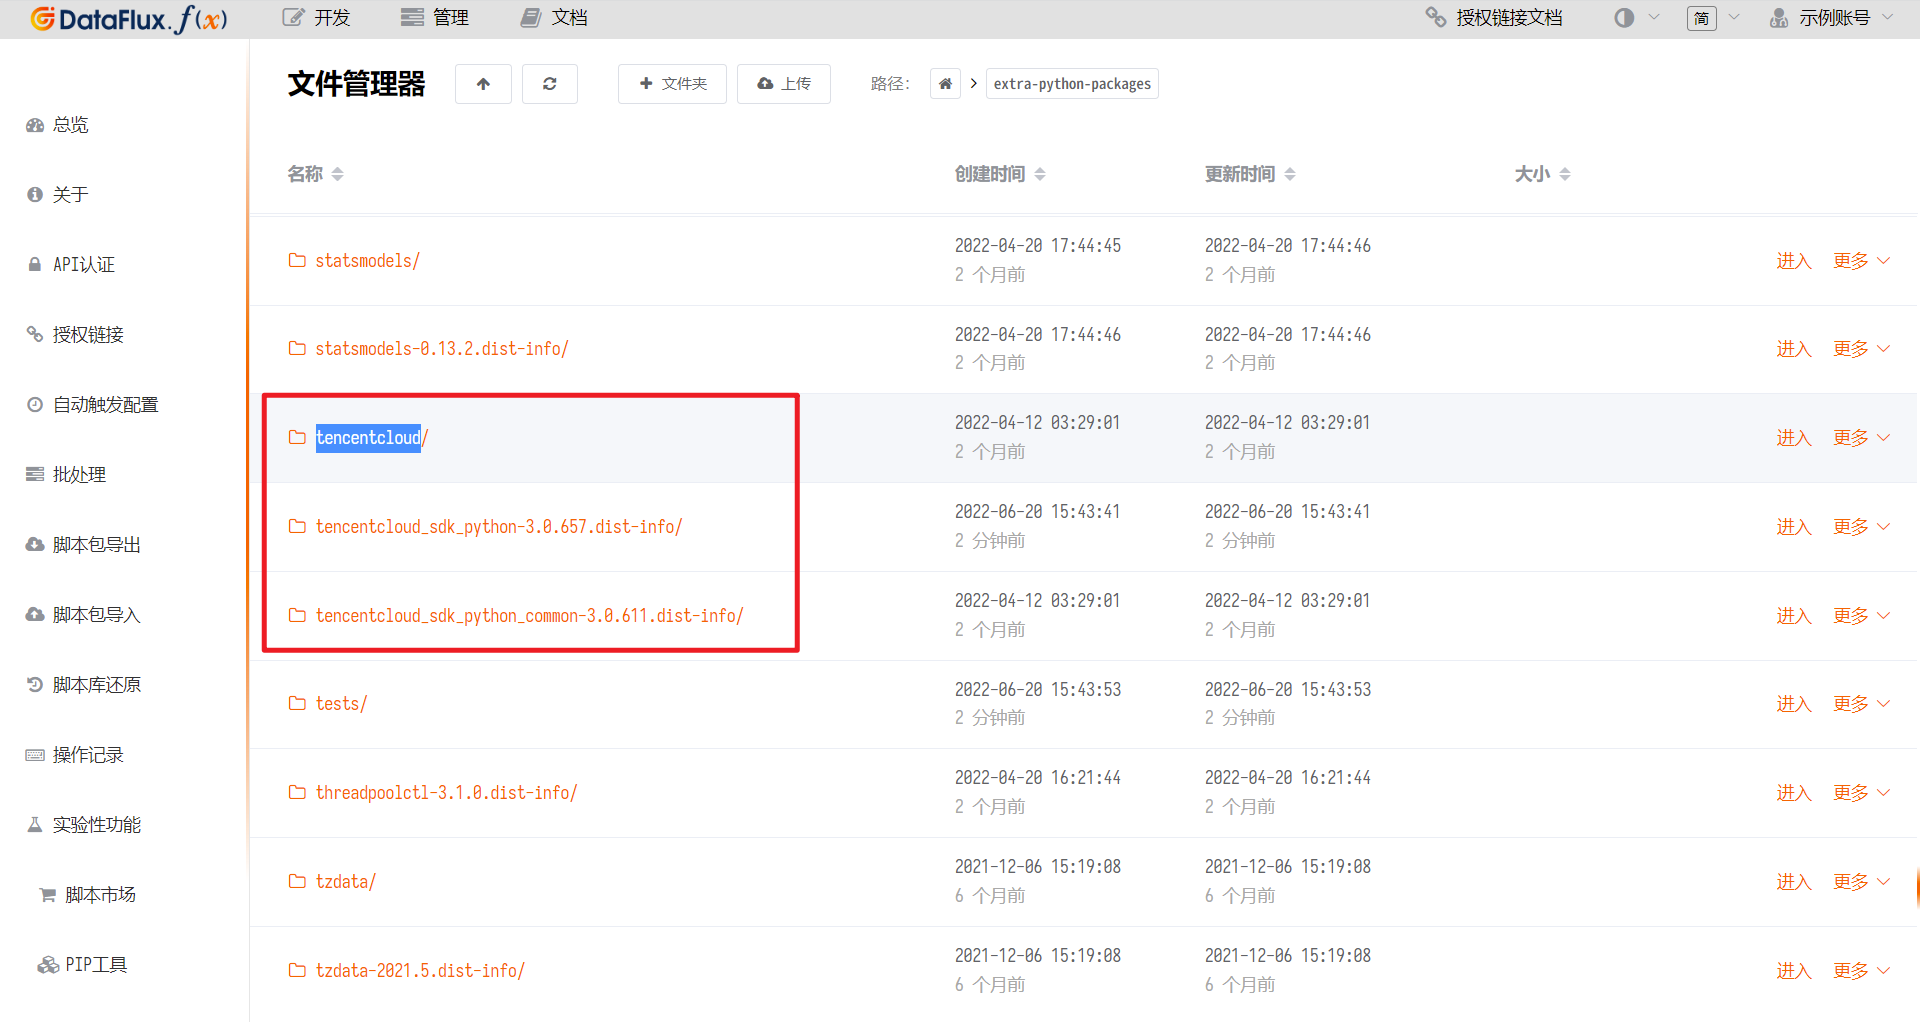 DataFlux.f(x)
开发
管理
文档
授权链接文档
简
示例账号
总览
关于
API认证
授权链接
自动触发配置
批处理
脚本包导出
脚本包导入
脚本库还原
操作记录
实验性功能
脚本市场
PIP工具
文件管理器
文件夹
上传
路径：
extra-python-packages
名称
创建时间
更新时间
大小
statsmodels/
2022-04-20 17:44:45
2 个月前
2022-04-20 17:44:46
2 个月前
进入
更多
statsmodels-0.13.2.dist-info/
2022-04-20 17:44:46
2 个月前
2022-04-20 17:44:46
2 个月前
进入
更多
tencentcloud/
2022-04-12 03:29:01
2 个月前
2022-04-12 03:29:01
2 个月前
进入
更多
tencentcloud_sdk_python-3.0.657.dist-info/
2022-06-20 15:43:41
2 分钟前
2022-06-20 15:43:41
2 分钟前
进入
更多
tencentcloud_sdk_python_common-3.0.611.dist-info/
2022-04-12 03:29:01
2 个月前
2022-04-12 03:29:01
2 个月前
进入
更多
tests/
2022-06-20 15:43:53
2 分钟前
2022-06-20 15:43:53
2 分钟前
进入
更多
threadpoolctl-3.1.0.dist-info/
2022-04-20 16:21:44
2 个月前
2022-04-20 16:21:44
2 个月前
进入
更多
tzdata/
2021-12-06 15:19:08
6 个月前
2021-12-06 15:19:08
6 个月前
进入
更多
tzdata-2021.5.dist-info/
2021-12-06 15:19:08
6 个月前
2021-12-06 15:19:08
6 个月前
进入
更多